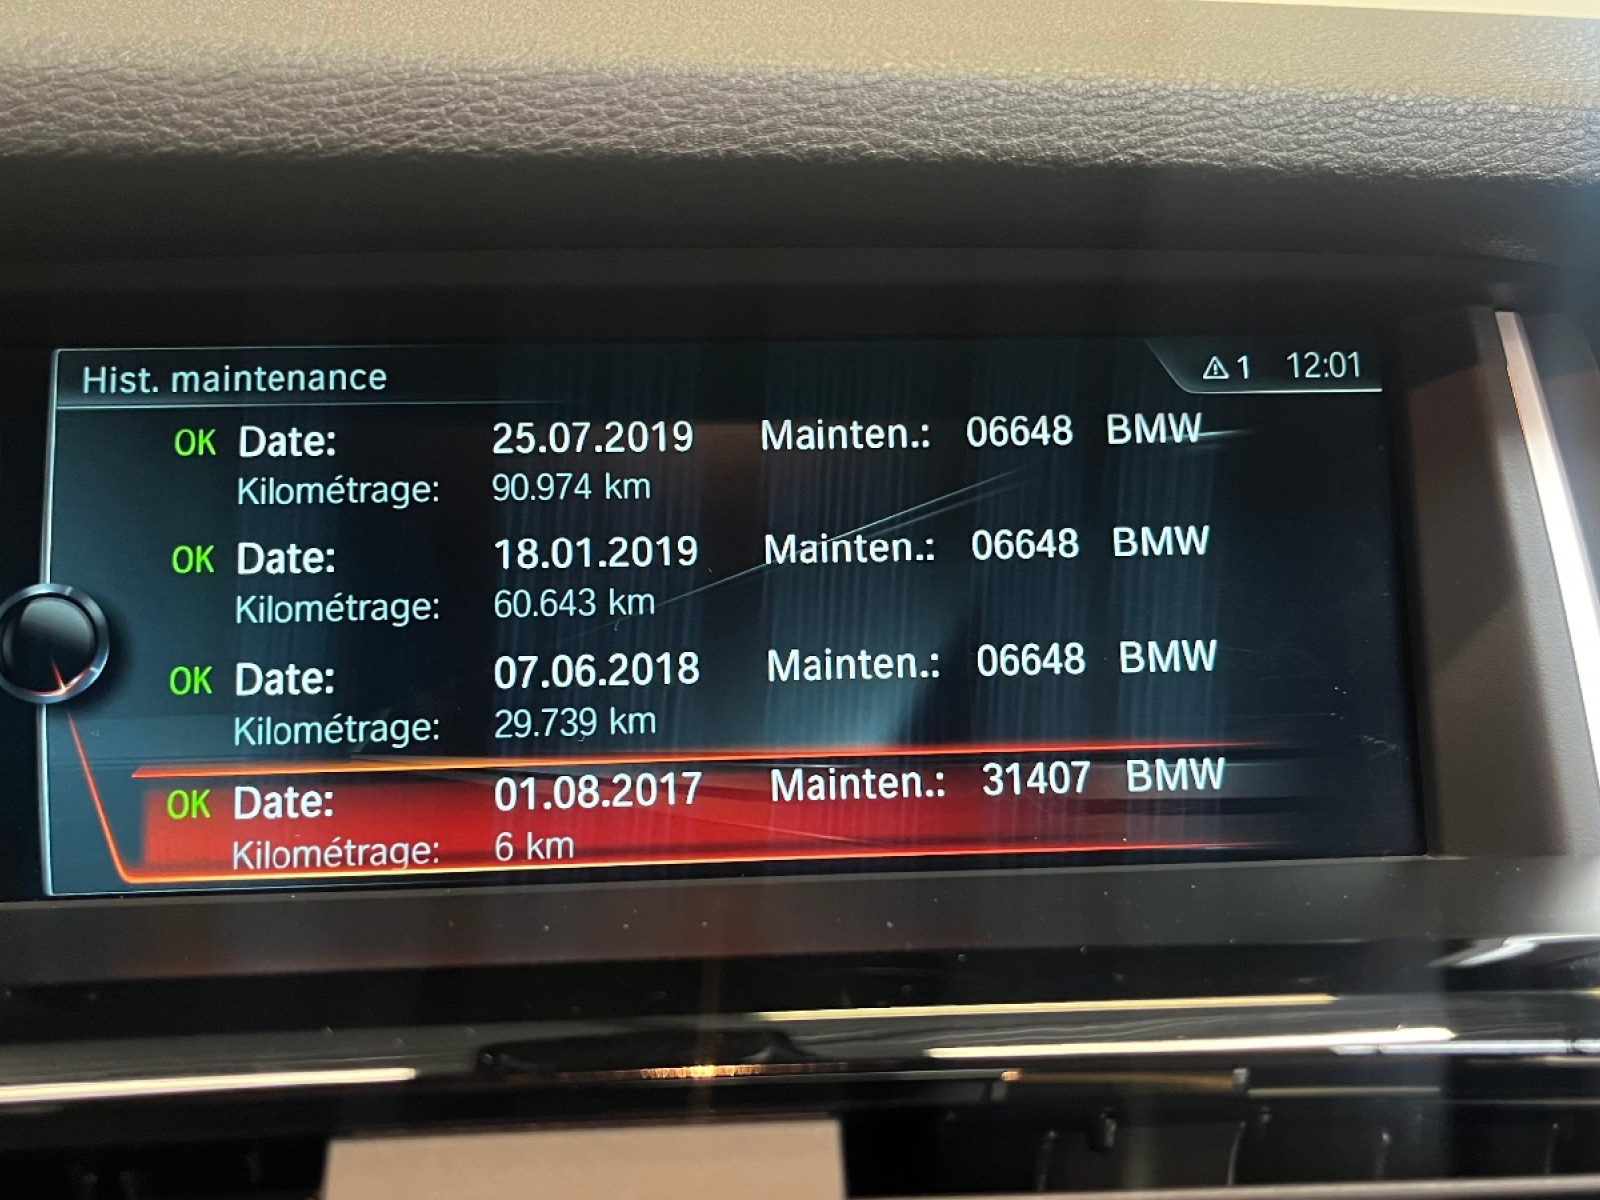 Hist. maintenance ⚠1 12:01
OK Date: 25.07.2019 Mainten.: 06648 BMW
Kilométrage: 90.974 km
OK Date: 18.01.2019 Mainten.: 06648 BMW
Kilométrage: 60.643 km
OK Date: 07.06.2018 Mainten.: 06648 BMW
Kilométrage: 29.739 km
OK Date: 01.08.2017 Mainten.: 31407 BMW
Kilométrage: 6 km